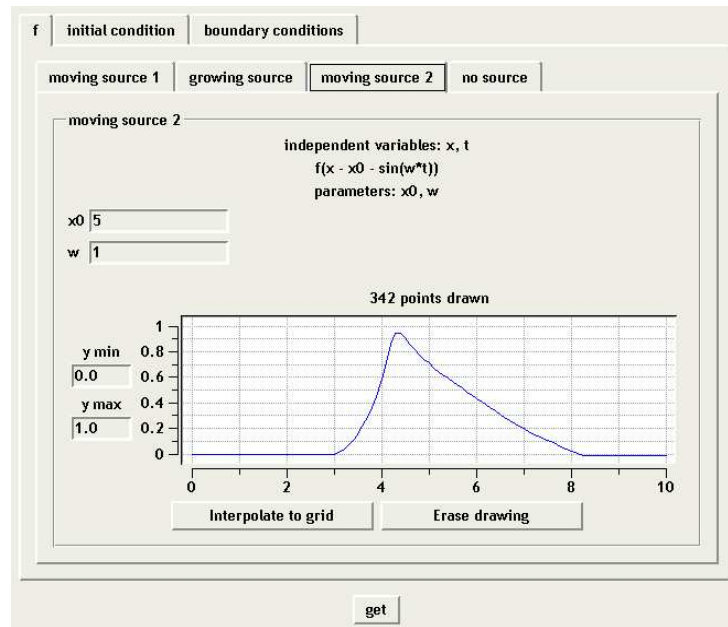 f initial condition boundary conditions
moving source 1 growing source moving source 2 no source
moving source 2
independent variables: x, t
f(x - x0 - sin(w*t))
parameters: x0, w
x0 5
w 1
342 points drawn
1
y min 0.8
0.0 0.6
y max 0.4
1.0 0.2
0
0 2 4 6 8 10
Interpolate to grid Erase drawing
get